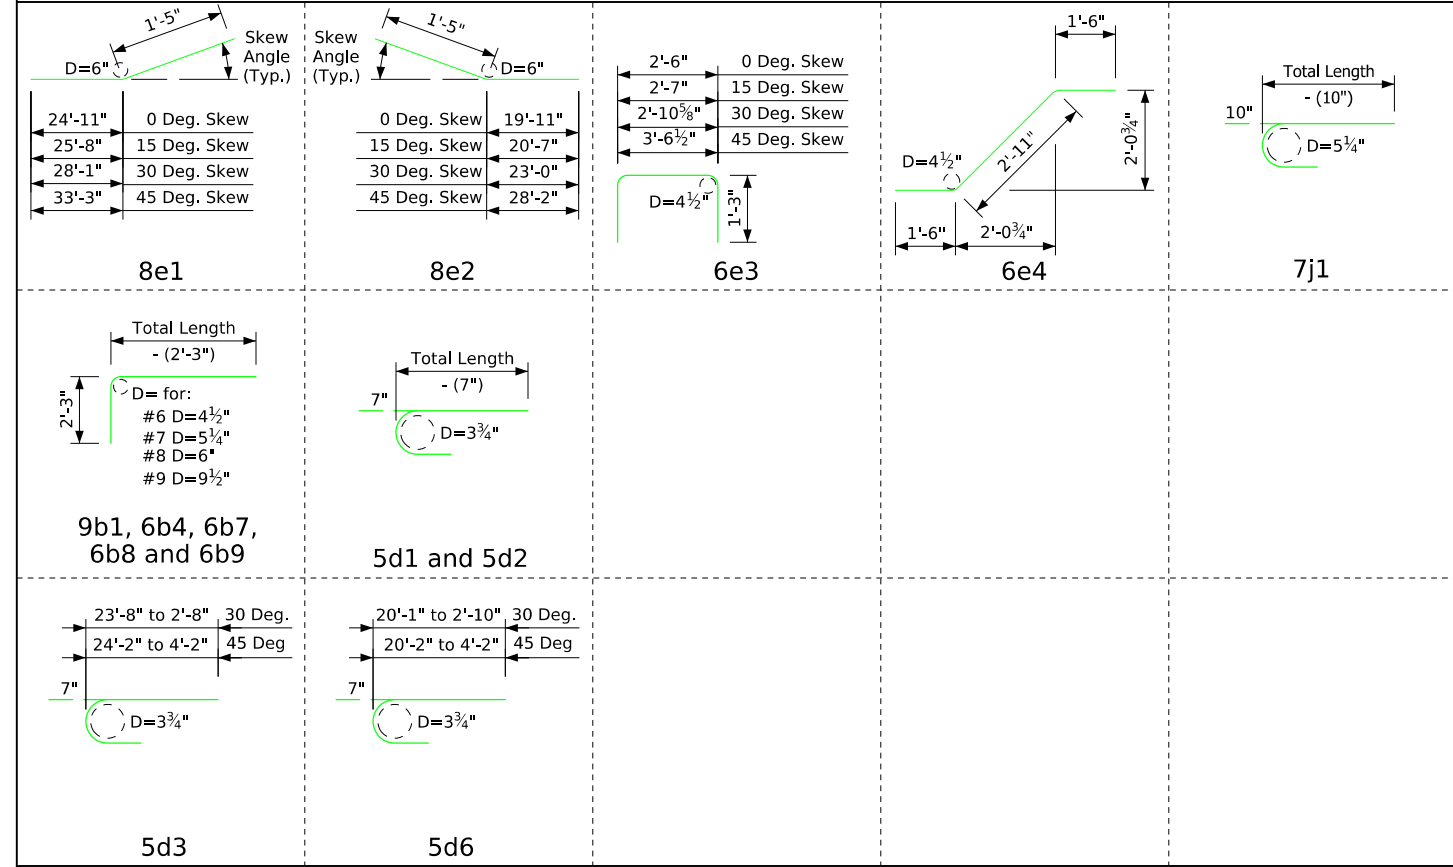 1'-5"
Skew
Angle
(Typ.)
D=6"
24'-11" 0 Deg. Skew
25'-8" 15 Deg. Skew
28'-1" 30 Deg. Skew
33'-3" 45 Deg. Skew
8e1
1'-5"
Skew
Angle
(Typ.)
D=6"
0 Deg. Skew 19'-11"
15 Deg. Skew 20'-7"
30 Deg. Skew 23'-0"
45 Deg. Skew 28'-2"
8e2
2'-6" 0 Deg. Skew
2'-7" 15 Deg. Skew
2'-10⅝" 30 Deg. Skew
3'-6½" 45 Deg. Skew
D=4½"
1'-3"
6e3
1'-6"
D=4½"
2'-11"
2'-0¾"
1'-6" 2'-0¾"
6e4
Total Length
- (10")
10"
D=5¼"
7j1
Total Length
- (2'-3")
2'-3"
D= for:
#6 D=4½"
#7 D=5¼"
#8 D=6"
#9 D=9½"
9b1, 6b4, 6b7,
6b8 and 6b9
Total Length
- (7")
7"
D=3¾"
5d1 and 5d2
23'-8" to 2'-8" 30 Deg.
24'-2" to 4'-2" 45 Deg
7"
D=3¾"
5d3
20'-1" to 2'-10" 30 Deg.
20'-2" to 4'-2" 45 Deg
7"
D=3¾"
5d6